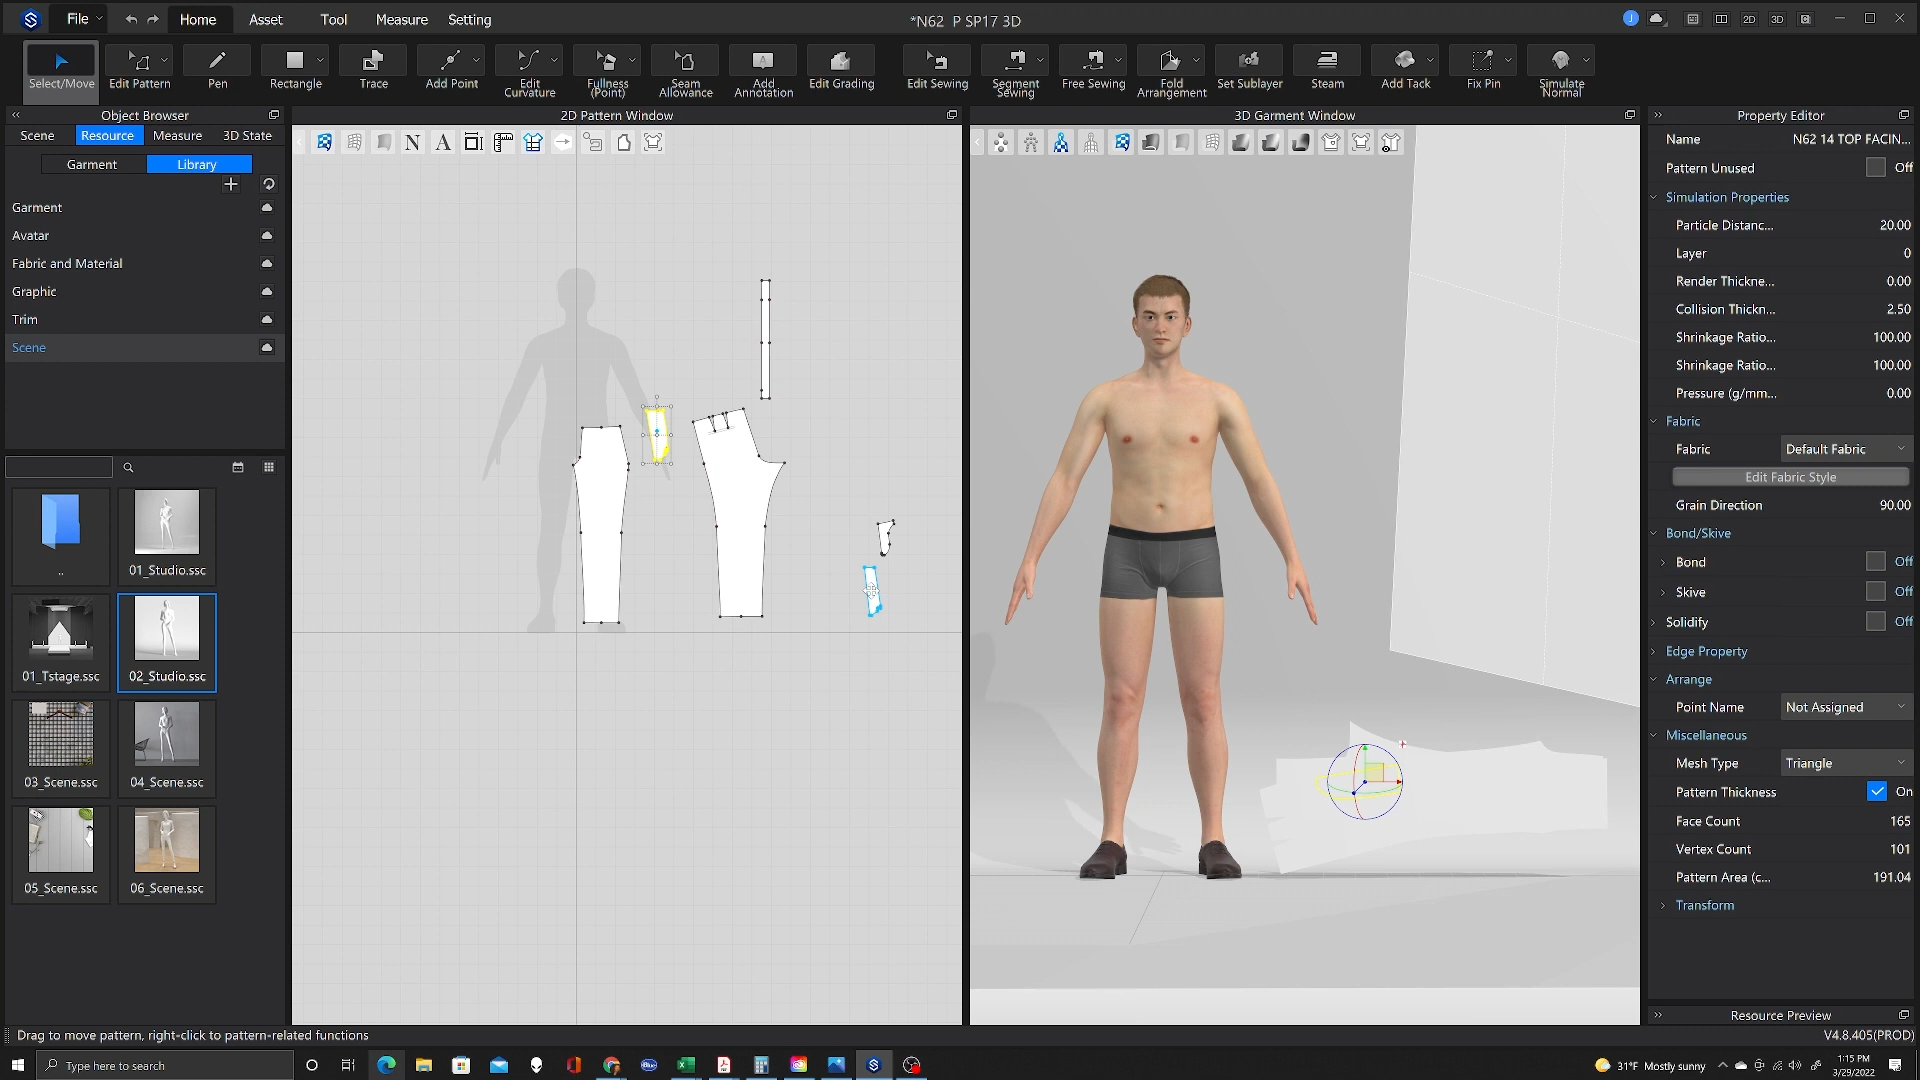 File
Home
Asset
Tool
Measure
Setting
*N62 P SP17 3D
J
2D
3D
Select/Move
Edit Pattern
Pen
Rectangle
Trace
Add Point
Edit
Curvature
Fullness
(Point)
Seam
Allowance
Add
Annotation
Edit Grading
Edit Sewing
Segment
Sewing
Free Sewing
Fold
Arrangement
Set Sublayer
Steam
Add Tack
Fix Pin
Simulate
Normal
Object Browser
2D Pattern Window
3D Garment Window
Property Editor
Scene
Resource
Measure
3D State
Garment
Library
Garment
Avatar
Fabric and Material
Graphic
Trim
Scene
..
01_Studio.ssc
01_Tstage.ssc
02_Studio.ssc
03_Scene.ssc
04_Scene.ssc
05_Scene.ssc
06_Scene.ssc
N
A
Name
N62 14 TOP FACIN...
Pattern Unused
Off
Simulation Properties
Particle Distanc...
20.00
Layer
0
Render Thickne...
0.00
Collision Thickn...
2.50
Shrinkage Ratio...
100.00
Shrinkage Ratio...
100.00
Pressure (g/mm...
0.00
Fabric
Fabric
Default Fabric
Edit Fabric Style
Grain Direction
90.00
Bond/Skive
Bond
Off
Skive
Off
Solidify
Off
Edge Property
Arrange
Point Name
Not Assigned
Miscellaneous
Mesh Type
Triangle
Pattern Thickness
On
Face Count
165
Vertex Count
101
Pattern Area (c...
191.04
Transform
Resource Preview
Drag to move pattern, right-click to pattern-related functions
V4.8.405(PROD)
Type here to search
31°F Mostly sunny
1:15 PM
3/29/2022